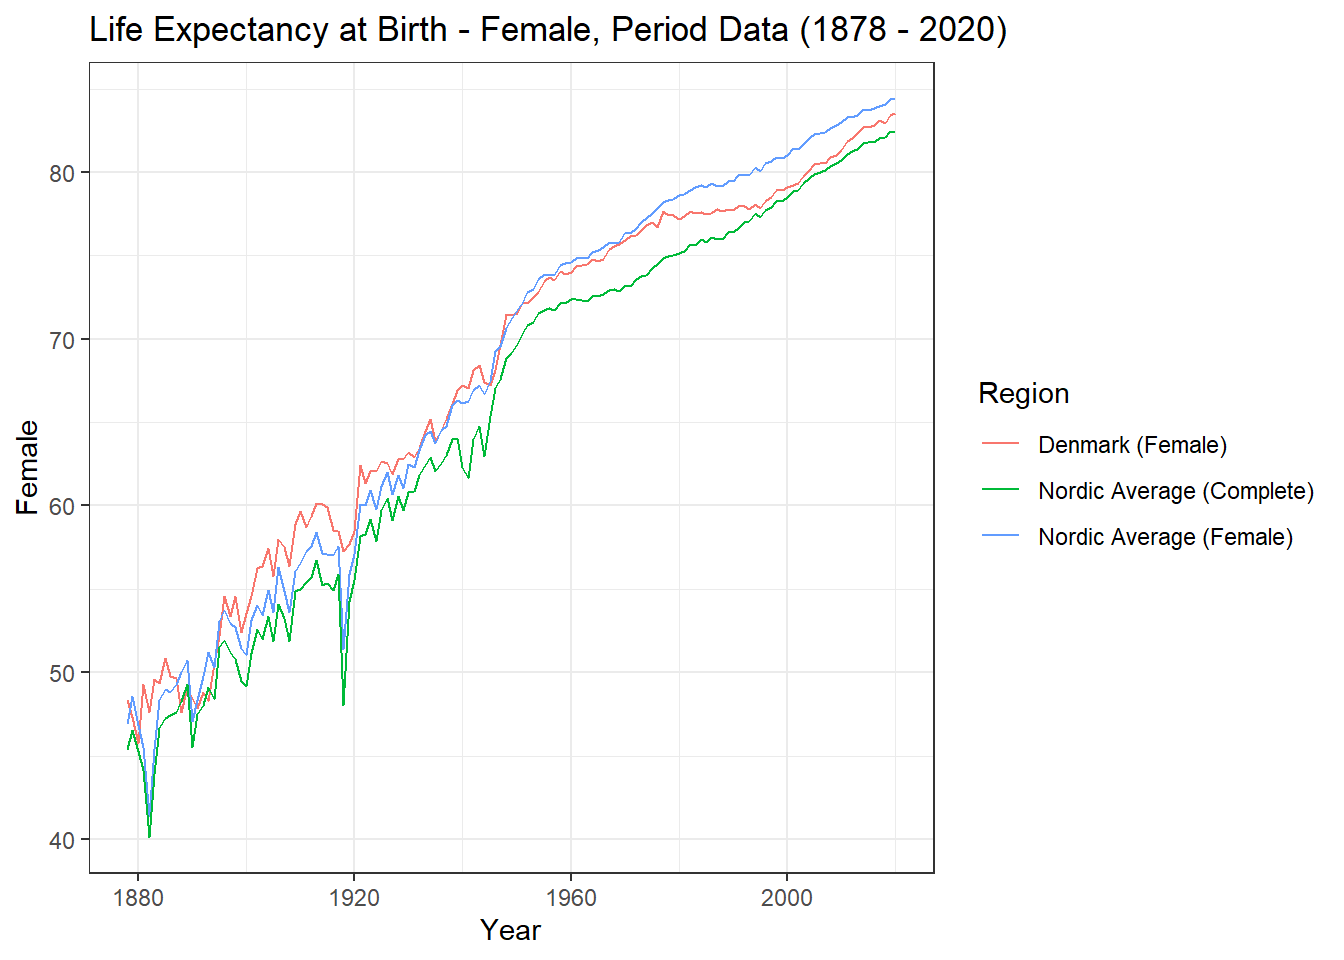 Life Expectancy at Birth - Female, Period Data (1878 - 2020)
Female
80
70
60
50
40
1880 1920 1960 2000
Year
Region
Denmark (Female)
Nordic Average (Complete)
Nordic Average (Female)